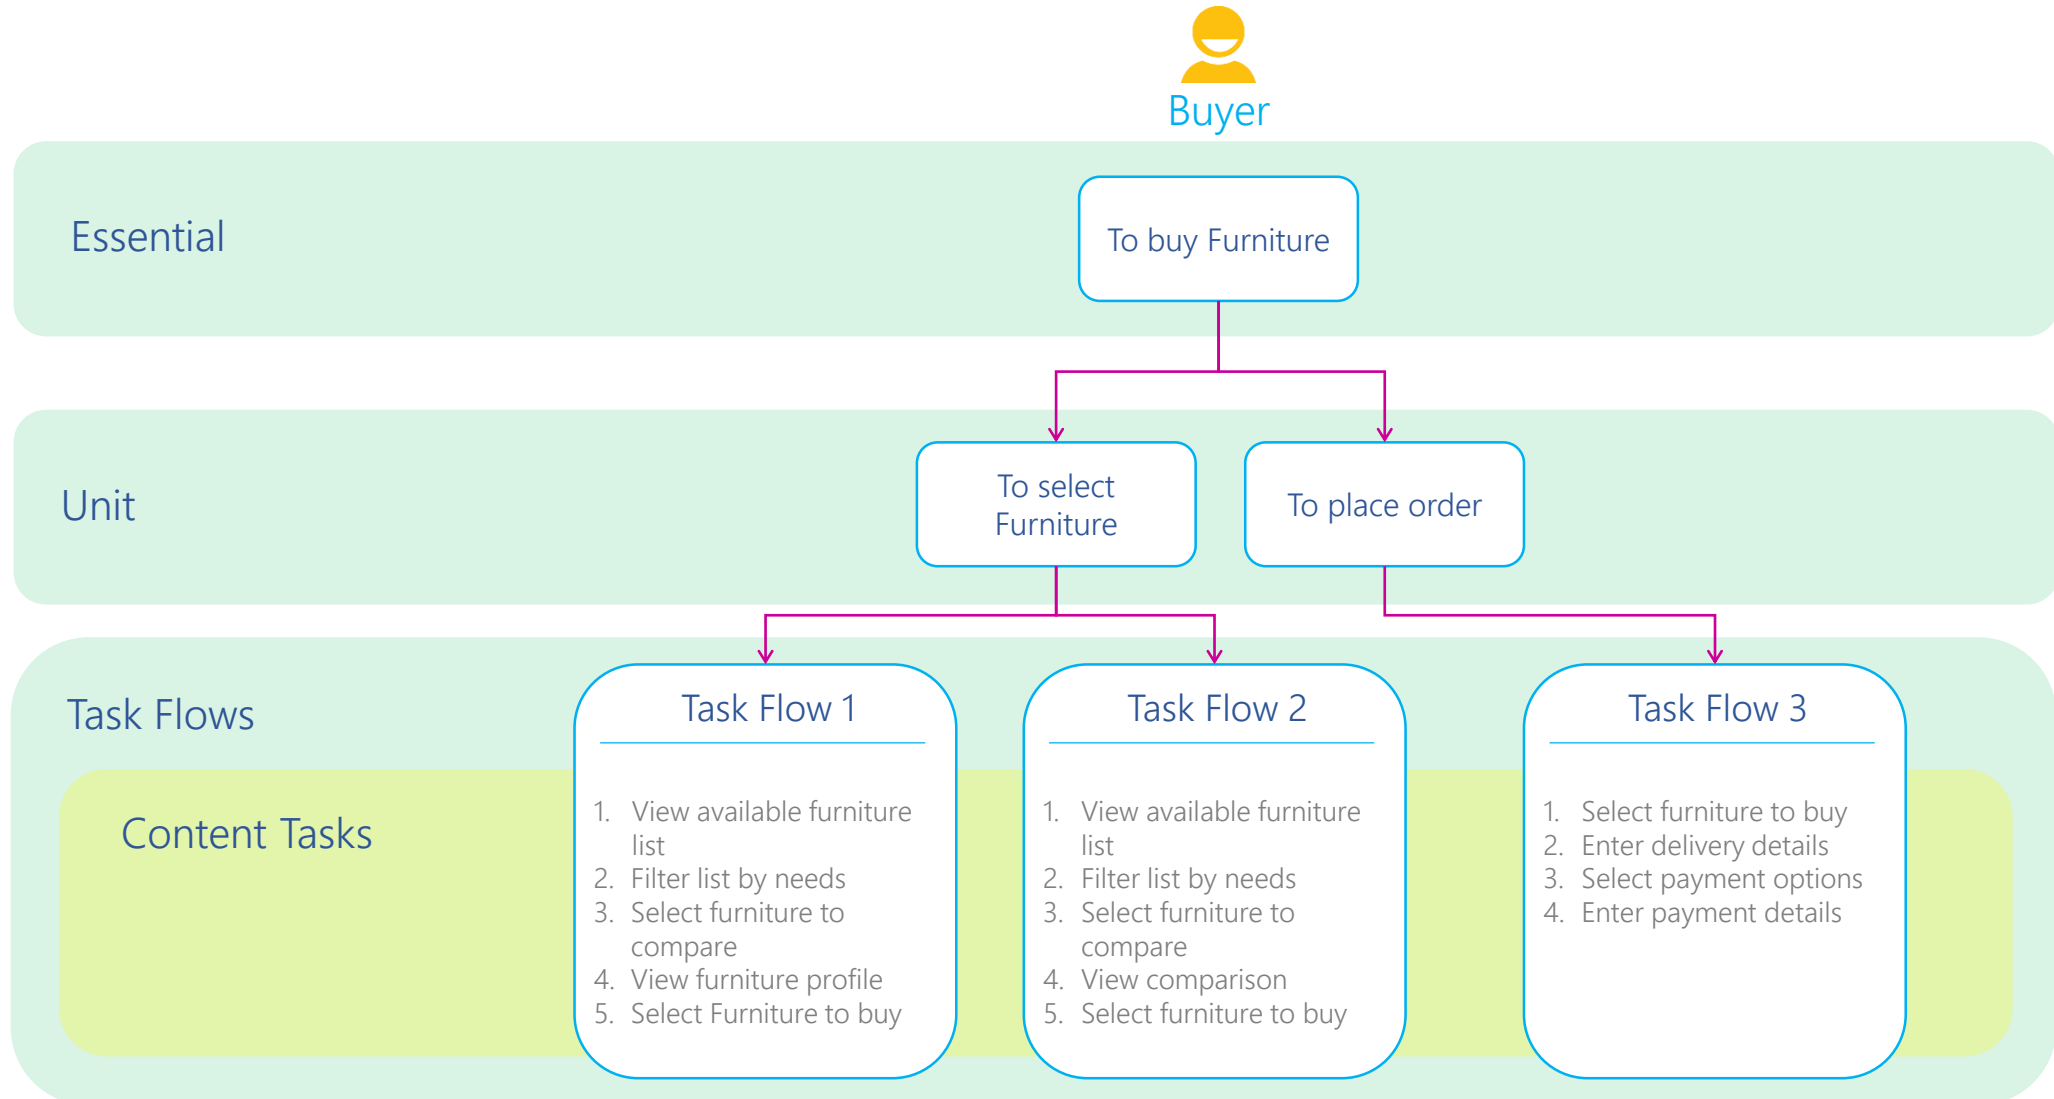 Buyer
Essential
To buy Furniture
Unit
To select
Furniture
To place order
Task Flows
Content Tasks
Task Flow 1
1. View available furniture
list
2. Filter list by needs
3. Select furniture to
compare
4. View furniture profile
5. Select Furniture to buy
Task Flow 2
1. View available furniture
list
2. Filter list by needs
3. Select furniture to
compare
4. View comparison
5. Select furniture to buy
Task Flow 3
1. Select furniture to buy
2. Enter delivery details
3. Select payment options
4. Enter payment details